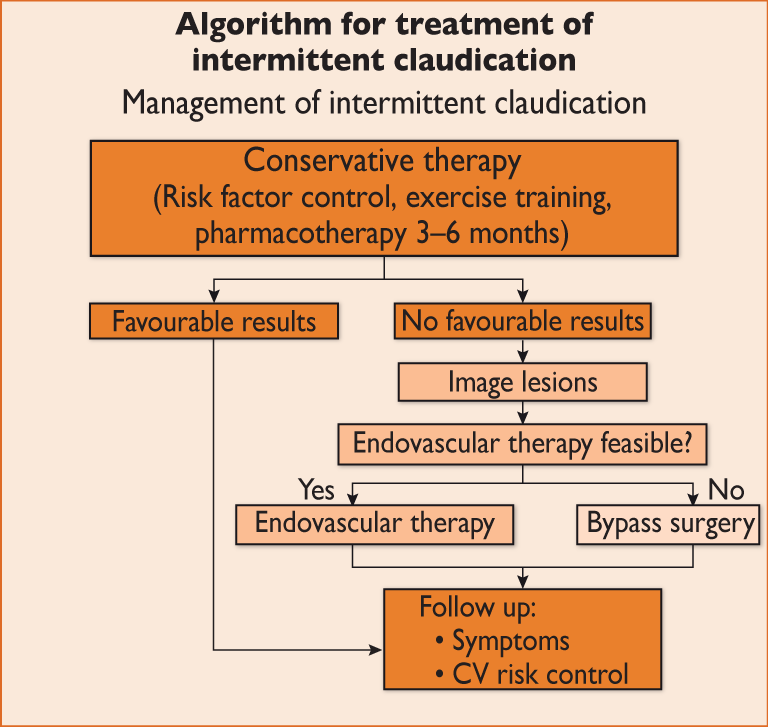 Algorithm for treatment of
intermittent claudication
Management of intermittent claudication
Conservative therapy
(Risk factor control, exercise training,
pharmacotherapy 3–6 months)
Favourable results
No favourable results
Image lesions
Endovascular therapy feasible?
Yes
No
Endovascular therapy
Bypass surgery
Follow up:
• Symptoms
• CV risk control